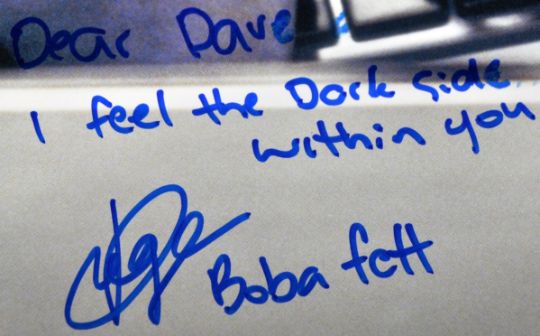 Dear Dave
I feel the Dark side
within you
Boba fett